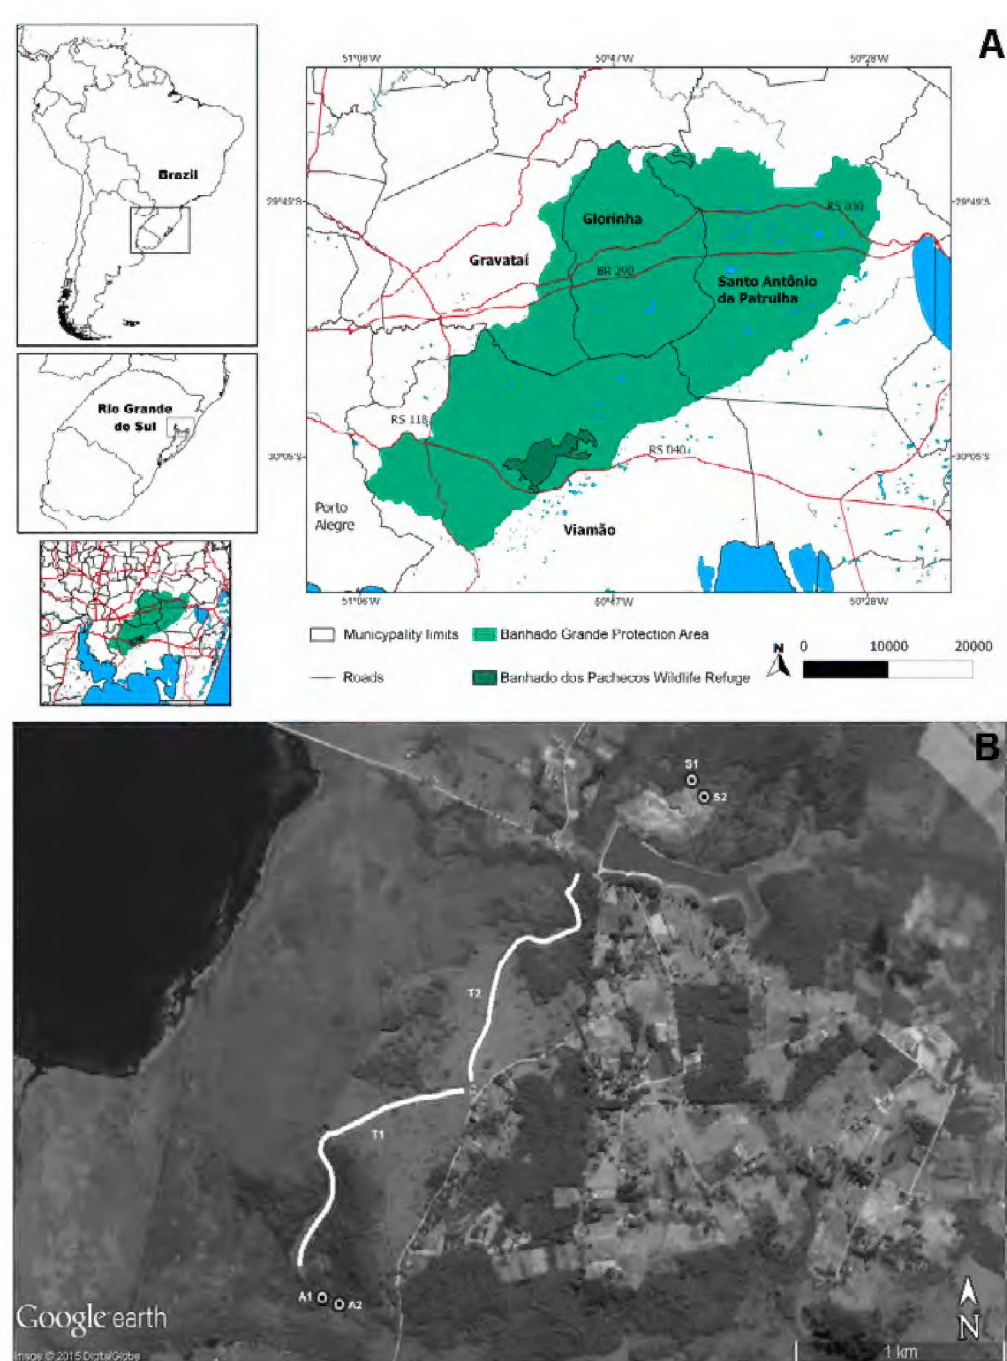 A
Brazil
Rio Grande
do Sul
51°06'W
50°47'W
50°28'W
29°49'S
29°49'S
RS 030
Glorinha
Gravataí
BR 290
Santo Antônio
da Patrulha
RS 118
RS 040
30°05'S
30°05'S
Porto
Alegre
Viamão
51°06'W
50°47'W
50°28'W
Municypality limits
Banhado Grande Protection Area
Roads
Banhado dos Pachecos Wildlife Refuge
N
0
10000
20000
B
S1
S2
T2
T1
A1
A2
Google earth
N
Image © 2015 DigitalGlobe
1 km